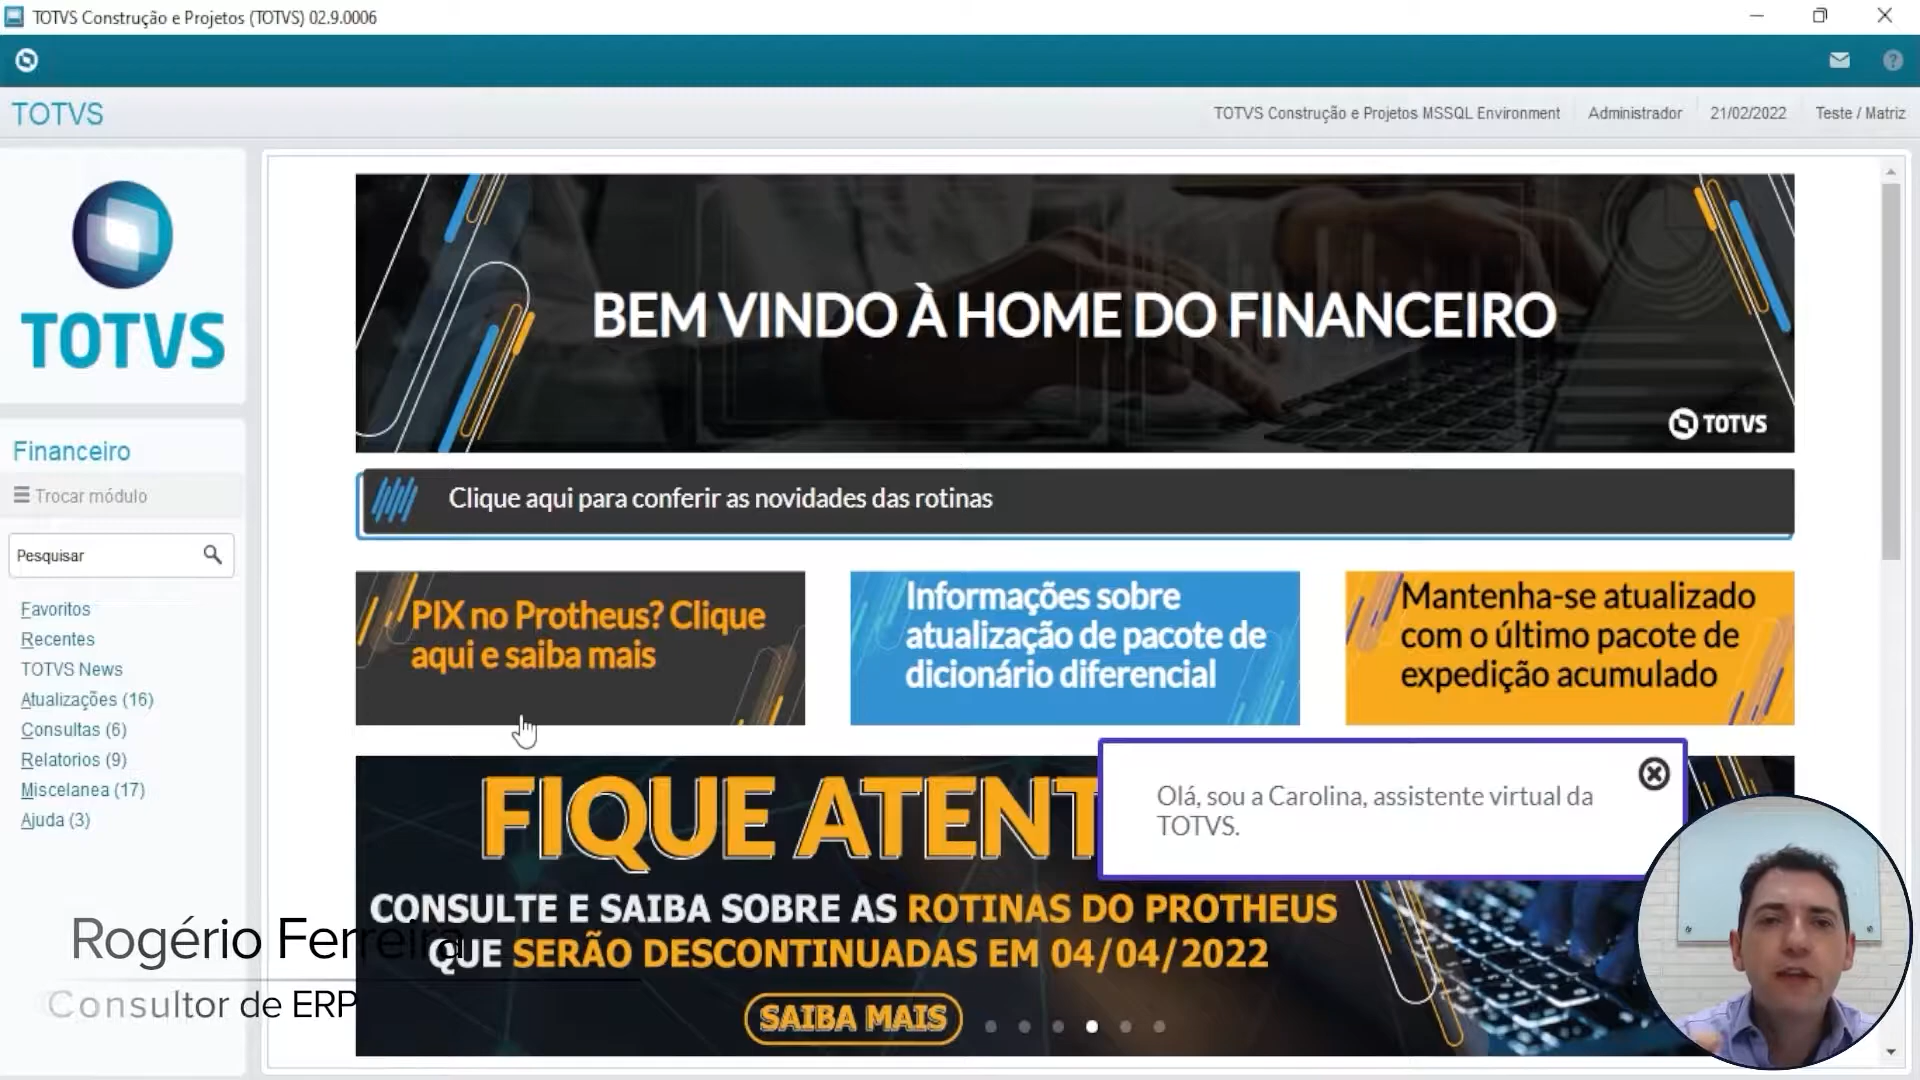 TOTVS Construção e Projetos (TOTVS) 02.9.0006
TOTVS
TOTVS Construção e Projetos MSSQL Environment
Administrador
21/02/2022
Teste / Matriz
TOTVS
Financeiro
Trocar módulo
Pesquisar
Favoritos
Recentes
TOTVS News
Atualizações (16)
Consultas (6)
Relatorios (9)
Miscelanea (17)
Ajuda (3)
BEM VINDO À HOME DO FINANCEIRO
TOTVS
Clique aqui para conferir as novidades das rotinas
PIX no Protheus? Clique
aqui e saiba mais
Informações sobre
atualização de pacote de
dicionário diferencial
Mantenha-se atualizado
com o último pacote de
expedição acumulado
FIQUE ATENT
CONSULTE E SAIBA SOBRE AS ROTINAS DO PROTHEUS
QUE SERÃO DESCONTINUADAS EM 04/04/2022
SAIBA MAIS
Olá, sou a Carolina, assistente virtual da
TOTVS.
Rogério Ferreira
Consultor de ERP